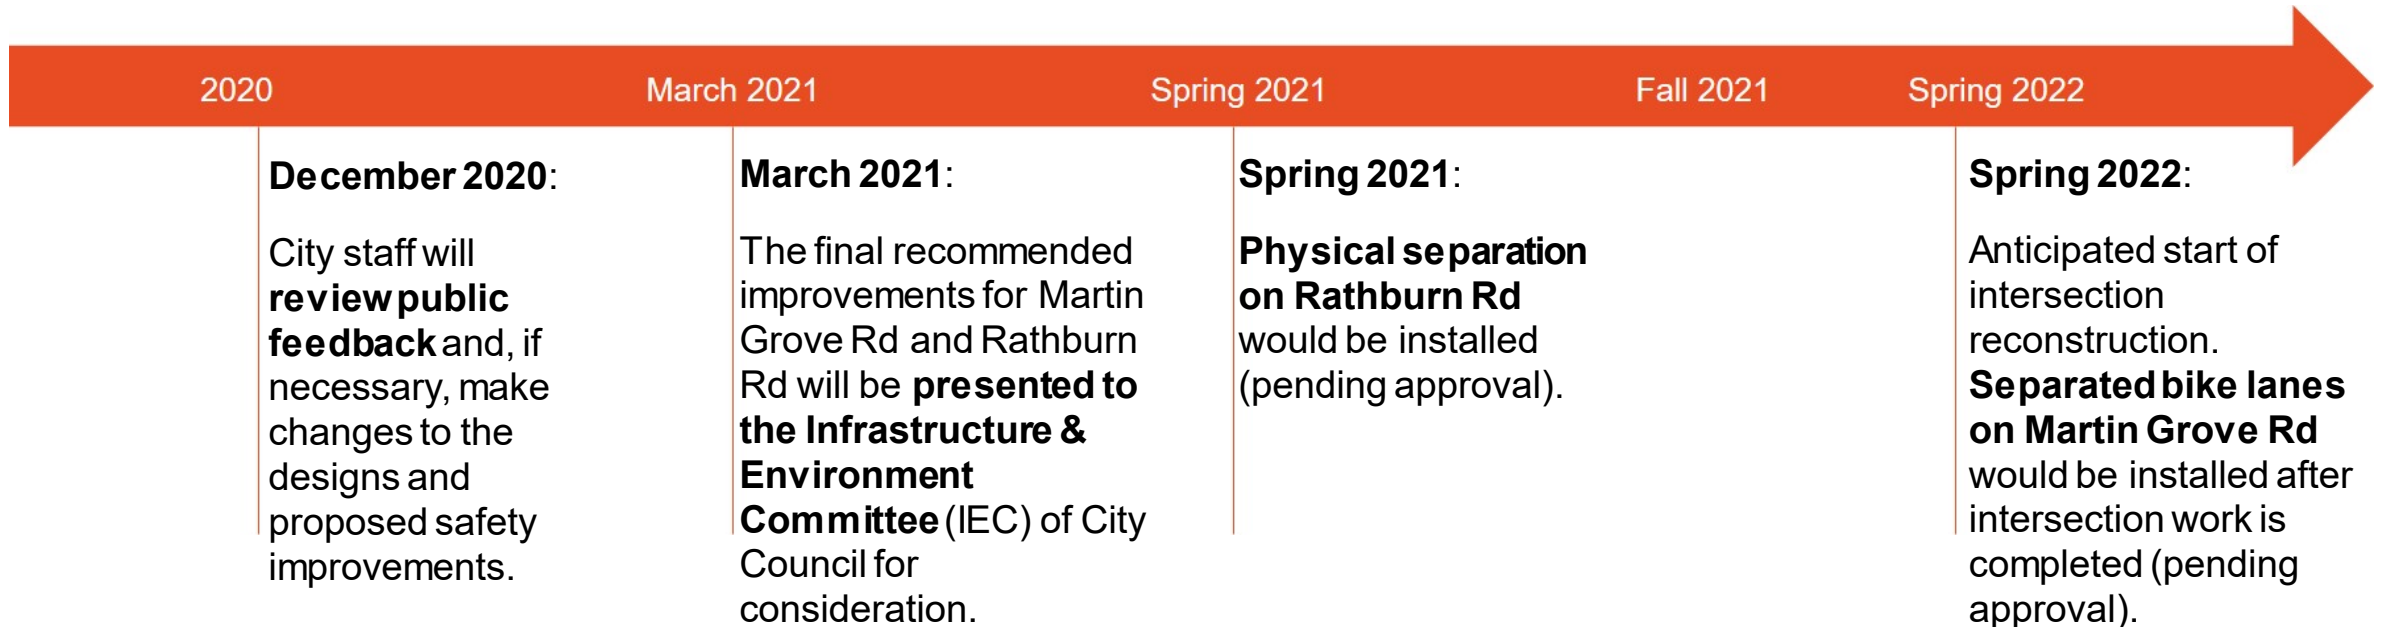 2020
March 2021
Spring 2021
Fall 2021
Spring 2022
December 2020:
City staff will
review public
feedback and, if
necessary, make
changes to the
designs and
proposed safety
improvements.
March 2021:
The final recommended
improvements for Martin
Grove Rd and Rathburn
Rd will be presented to
the Infrastructure &
Environment
Committee (IEC) of City
Council for
consideration.
Spring 2021:
Physical separation
on Rathburn Rd
would be installed
(pending approval).
Spring 2022:
Anticipated start of
intersection
reconstruction.
Separated bike lanes
on Martin Grove Rd
would be installed after
intersection work is
completed (pending
approval).